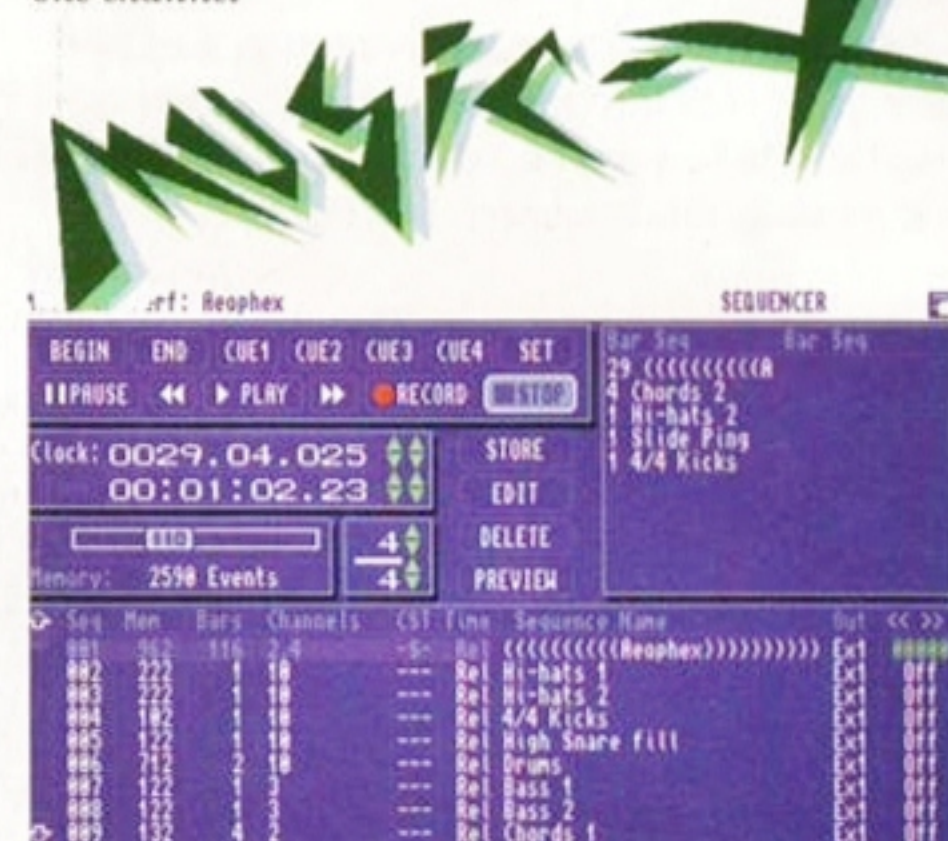 Music-X
erf: Aeophex SEQUENCER
BEGIN END CUE1 CUE2 CUE3 CUE4 SET
PAUSE PLAY RECORD STOP
Bar Seq Bar Seq
29 ((((((((((A
4 Chords 2
1 Hi-hats 2
1 Slide Ping
1 4/4 Kicks
Clock: 0029.04.025
00:01:02.23
STORE
EDIT
DELETE
PREVIEW
4
4
Memory: 2590 Events
Seq Mem Bars Channels CST Time Sequence Name Out << >>
001 962 116 2,4 -S- Rel ((((((((((Aeophex)))))))))) Ext
002 222 1 10 --- Rel Hi-hats 1 Ext Off
003 222 1 10 --- Rel Hi-hats 2 Ext Off
004 102 1 10 --- Rel 4/4 Kicks Ext Off
005 122 1 10 --- Rel High Snare fill Ext Off
006 712 2 10 --- Rel Drums Ext Off
007 122 1 3 --- Rel Bass 1 Ext Off
008 122 1 3 --- Rel Bass 2 Ext Off
009 132 4 2 --- Rel Chords 1 Ext Off